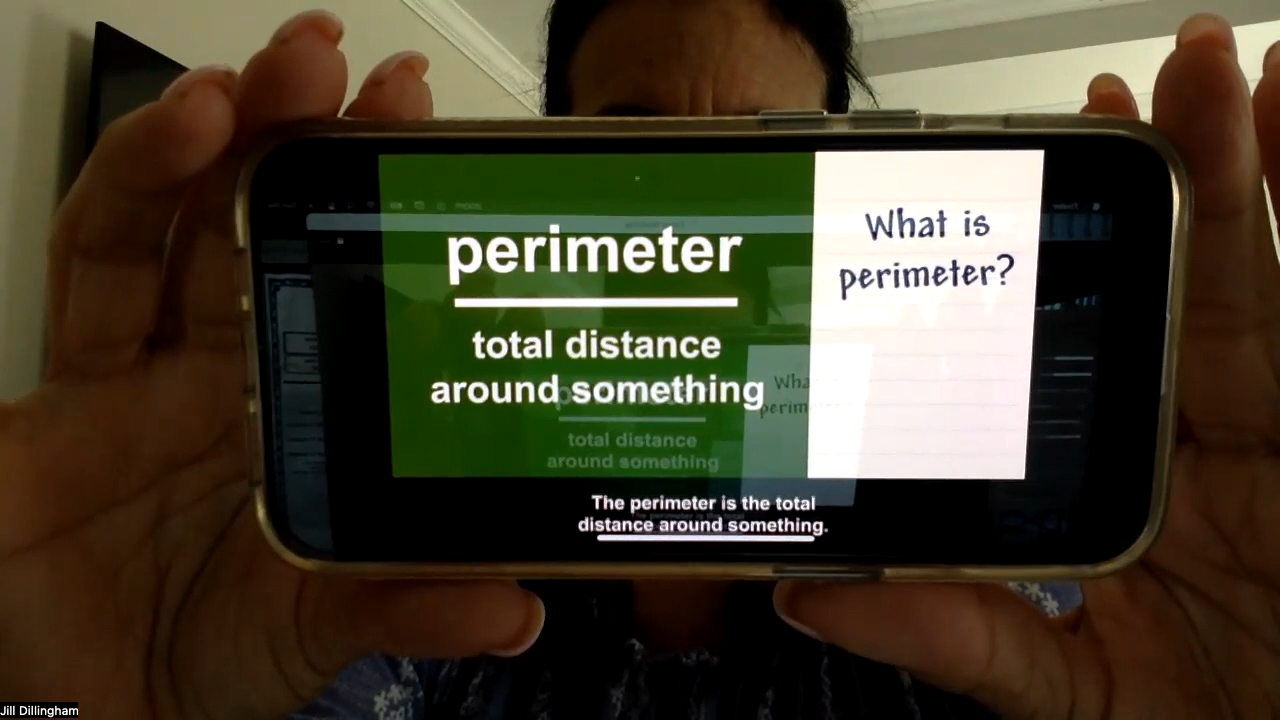 perimeter
total distance
around something
What is
perimeter?
perimeter
total distance
around something
The perimeter is the total
distance around something.
Jill Dillingham